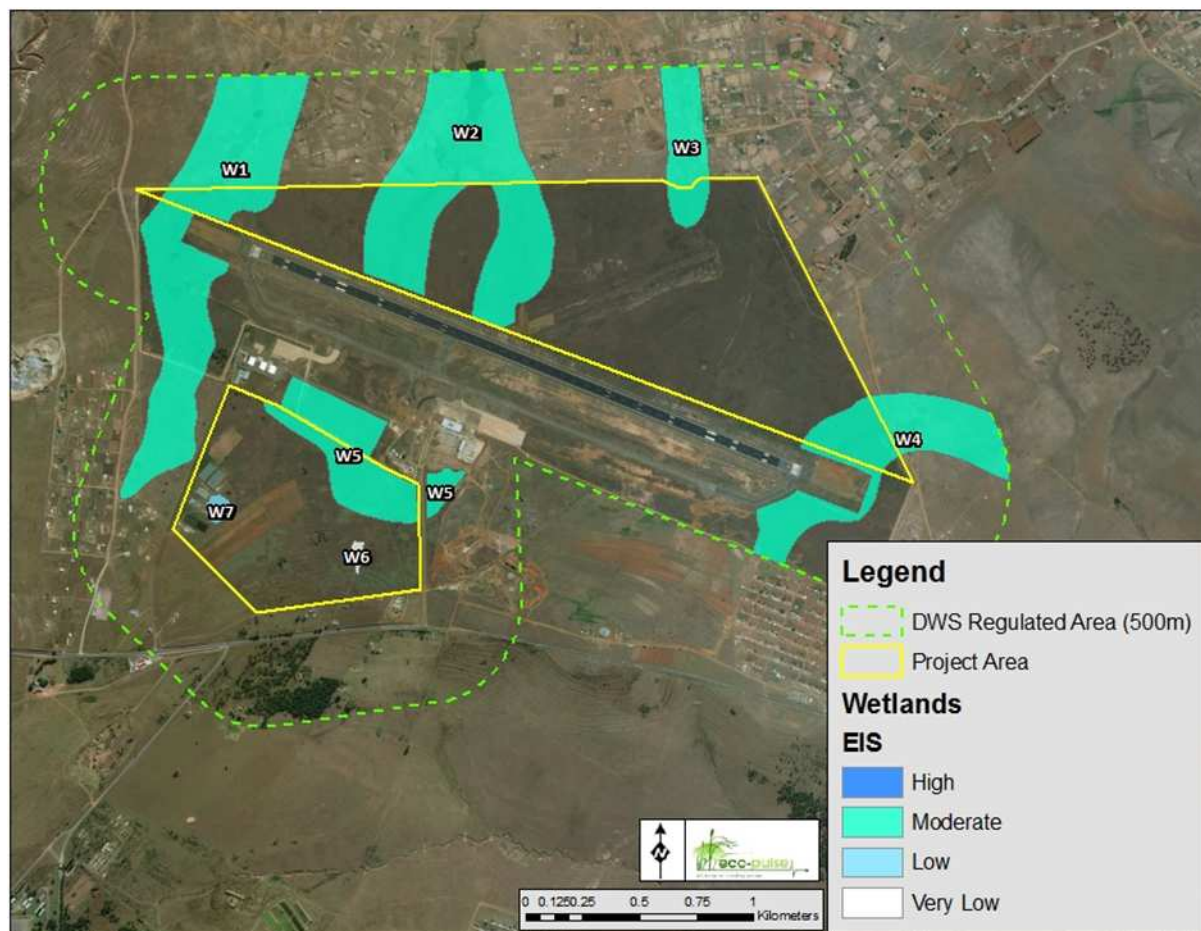 W1
W2
W3
W4
W5
W5
W7
W6
Legend
DWS Regulated Area (500m)
Project Area
Wetlands
EIS
High
Moderate
Low
Very Low
N
ecc-pulse
0 0.1250.25 0.5 0.75 1
Kilometers